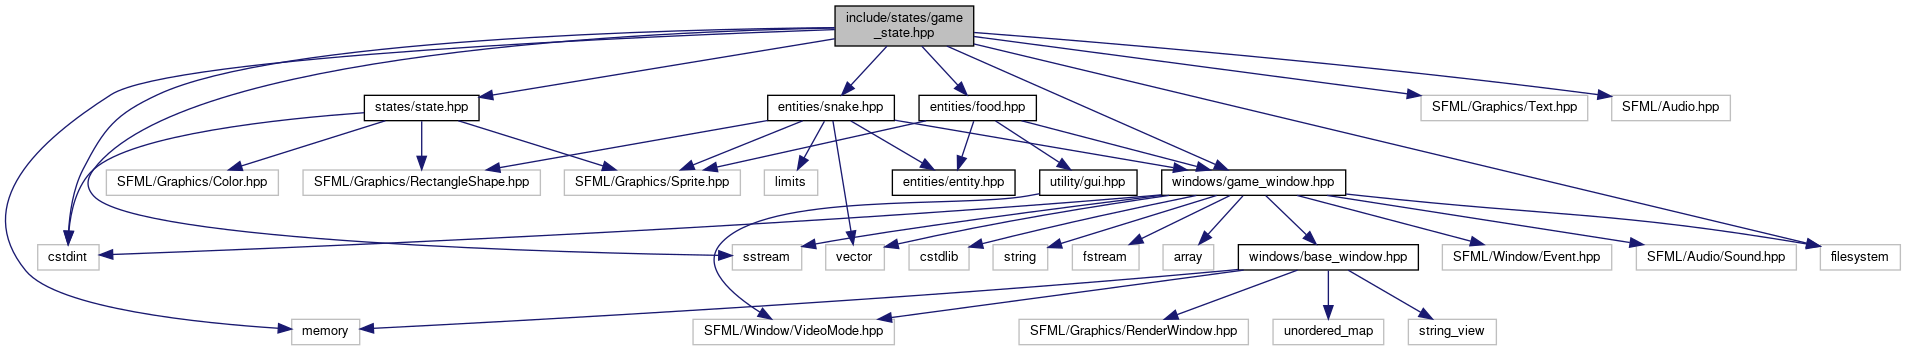 include/states/game
_state.hpp
states/state.hpp
entities/snake.hpp
entities/food.hpp
SFML/Graphics/Text.hpp
SFML/Audio.hpp
SFML/Graphics/Color.hpp
SFML/Graphics/RectangleShape.hpp
SFML/Graphics/Sprite.hpp
limits
entities/entity.hpp
utility/gui.hpp
windows/game_window.hpp
cstdint
sstream
vector
cstdlib
string
fstream
array
windows/base_window.hpp
SFML/Window/Event.hpp
SFML/Audio/Sound.hpp
filesystem
memory
SFML/Window/VideoMode.hpp
SFML/Graphics/RenderWindow.hpp
unordered_map
string_view